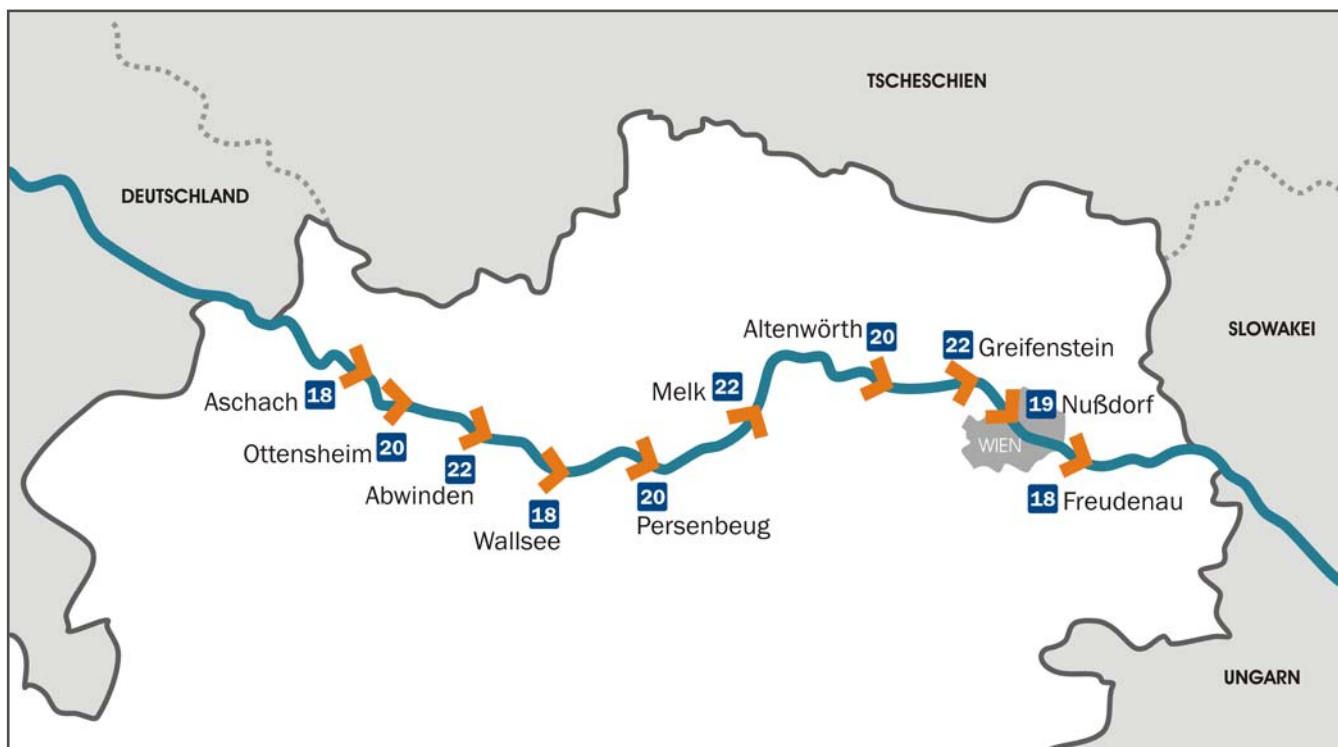 TSCHESCHIEN
DEUTSCHLAND
SLOWAKEI
Altenwörth 20
22 Greifenstein
Aschach 18
Melk 22
19 Nußdorf
Ottensheim 20
WIEN
22
Abwinden
18
Wallsee
20
Persenbeug
18 Freudenau
UNGARN